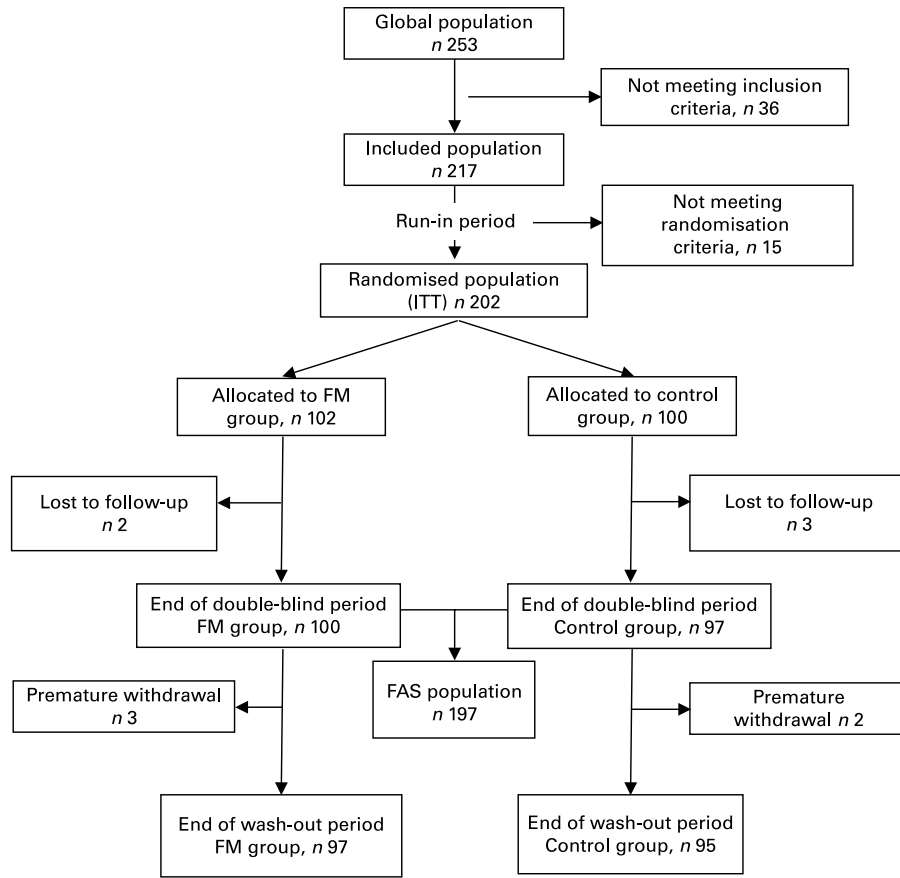 Global population
n 253
Not meeting inclusion
criteria, n 36
Included population
n 217
Run-in period
Not meeting
randomisation
criteria, n 15
Randomised population
(ITT) n 202
Allocated to FM
group, n 102
Allocated to control
group, n 100
Lost to follow-up
n 2
Lost to follow-up
n 3
End of double-blind period
FM group, n 100
End of double-blind period
Control group, n 97
FAS population
n 197
Premature withdrawal
n 3
Premature
withdrawal n 2
End of wash-out period
FM group, n 97
End of wash-out period
Control group, n 95